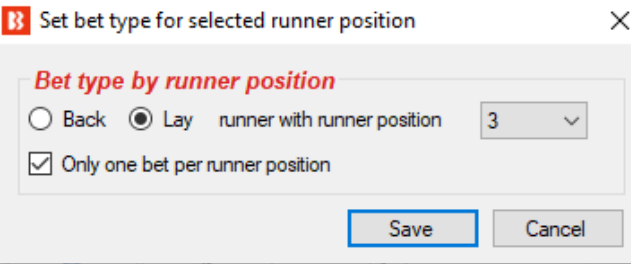 B Set bet type for selected runner position
Bet type by runner position
Back Lay runner with runner position 3
Only one bet per runner position
Save Cancel